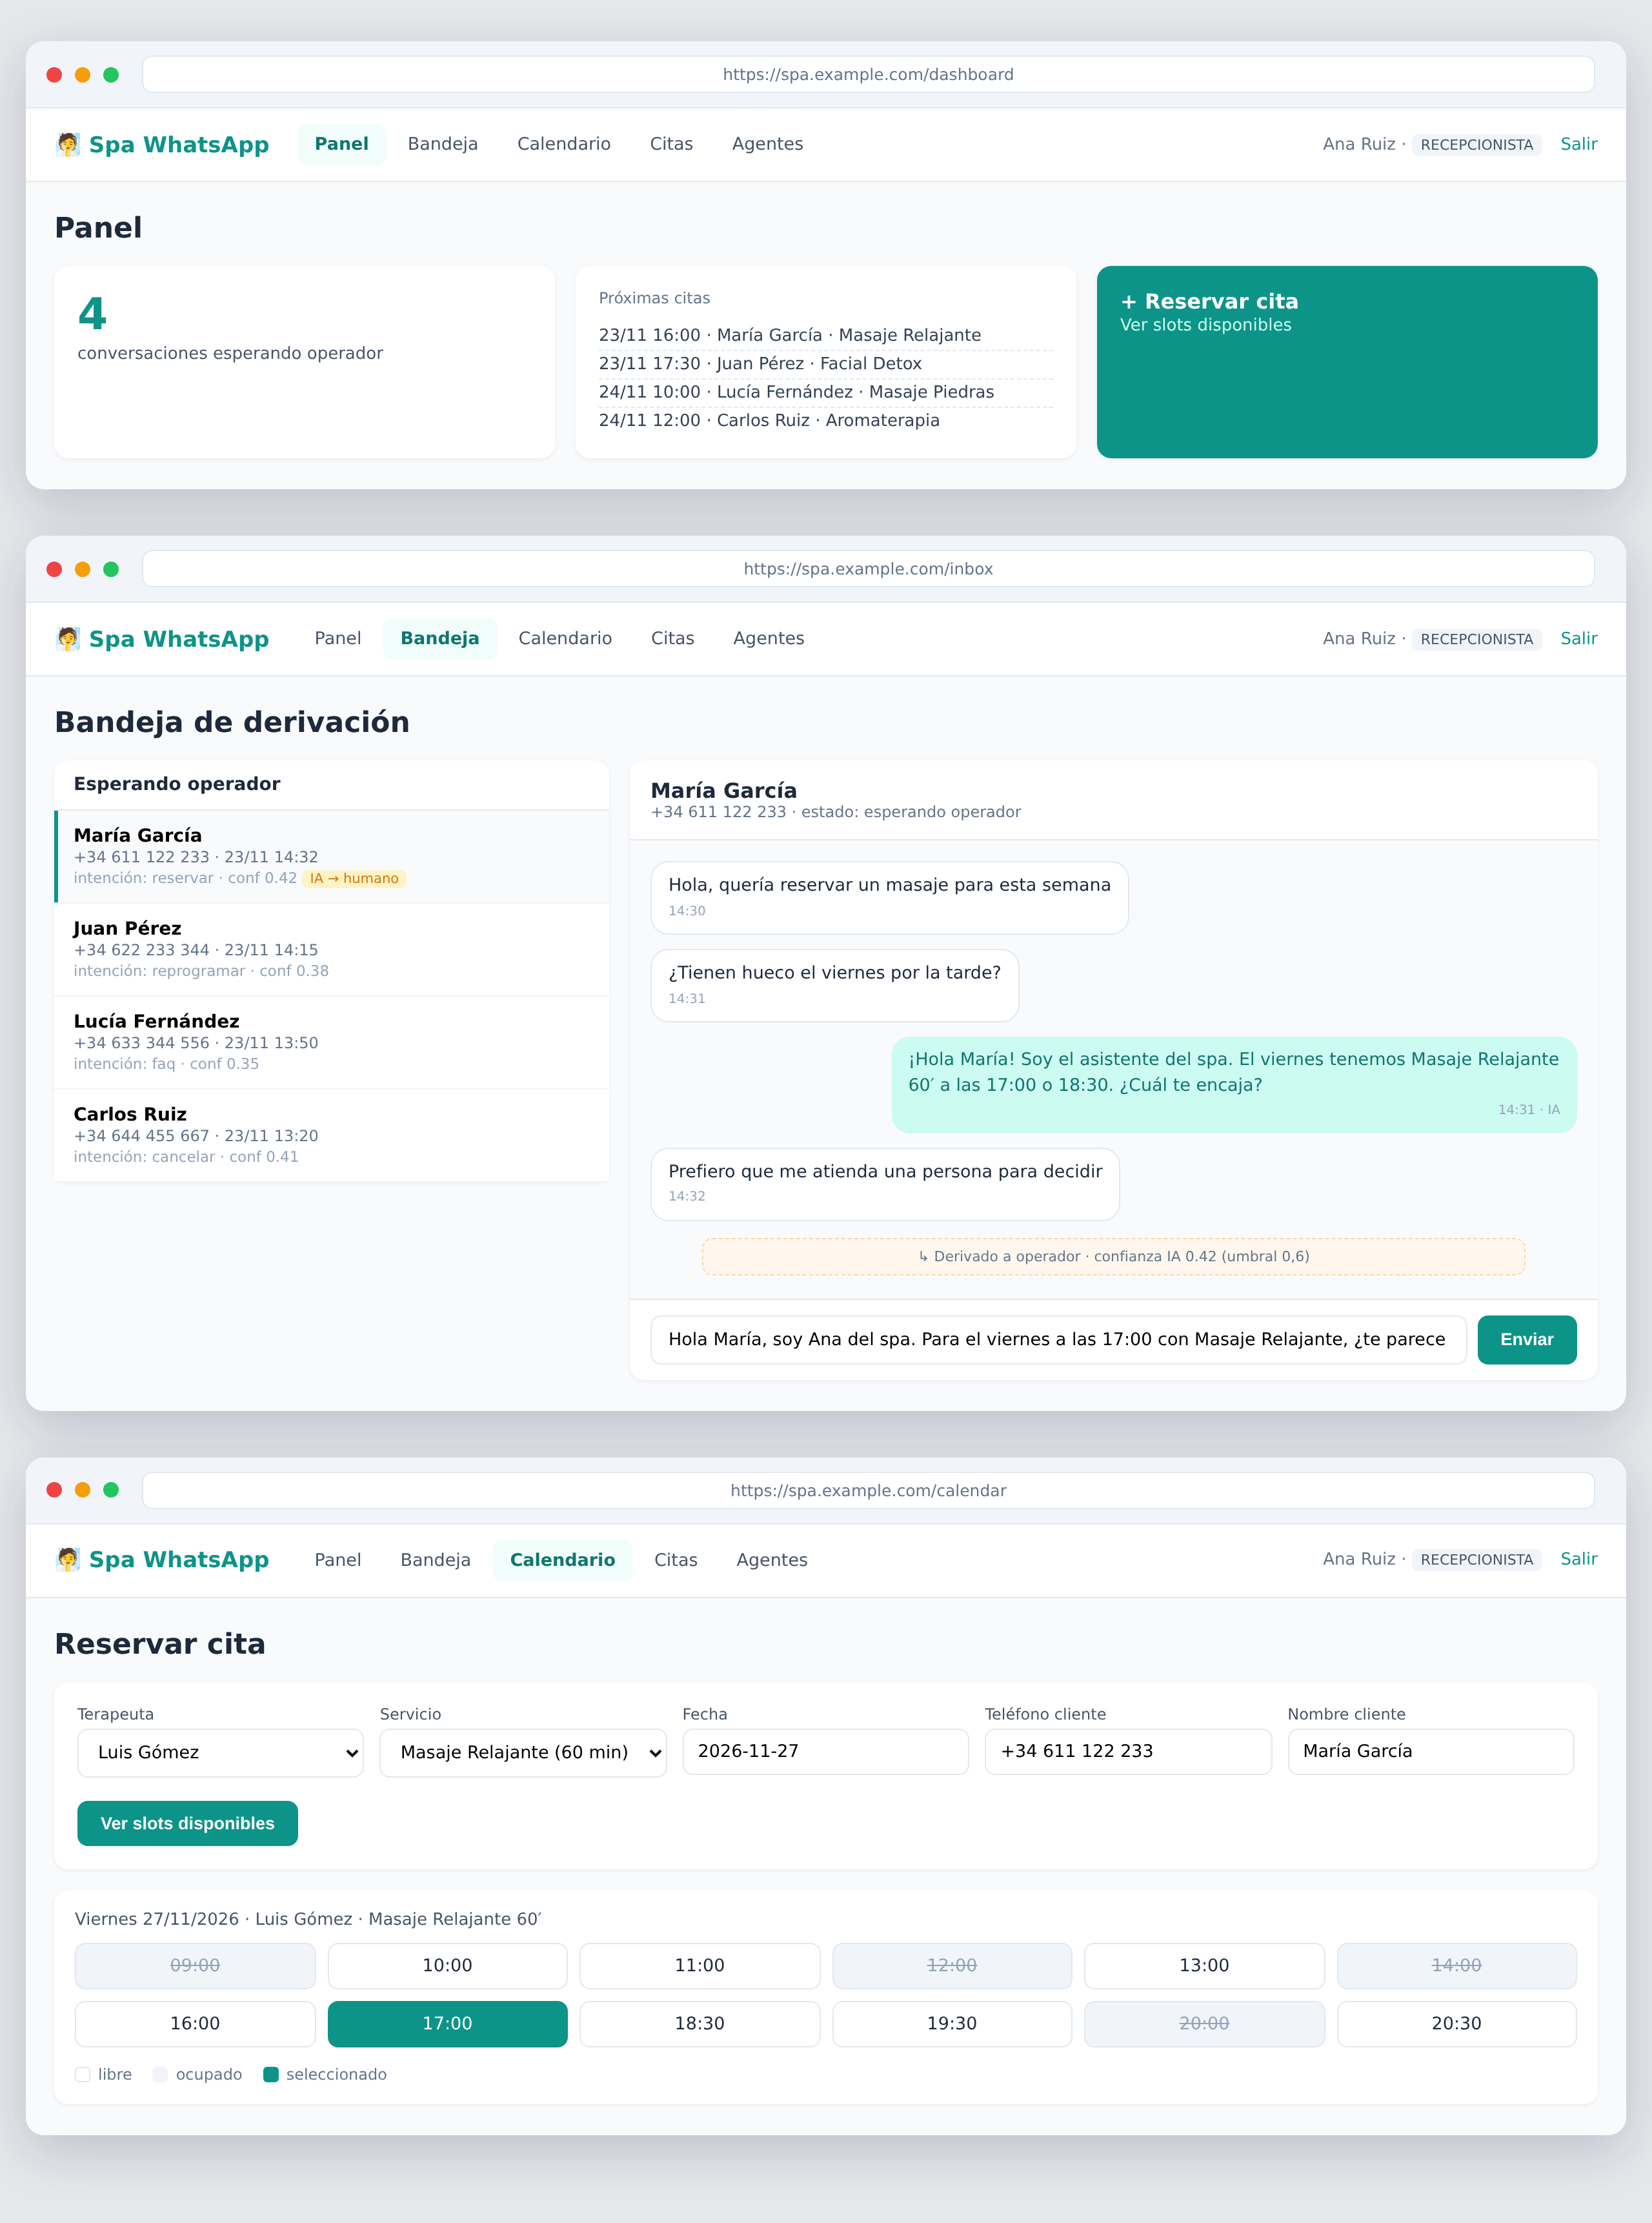 https://spa.example.com/dashboard
Spa WhatsApp Panel Bandeja Calendario Citas Agentes Ana Ruiz · RECEPCIONISTA Salir
Panel
4
conversaciones esperando operador
Próximas citas
23/11 16:00 · María García · Masaje Relajante
23/11 17:30 · Juan Pérez · Facial Detox
24/11 10:00 · Lucía Fernández · Masaje Piedras
24/11 12:00 · Carlos Ruiz · Aromaterapia
+ Reservar cita
Ver slots disponibles
https://spa.example.com/inbox
Spa WhatsApp Panel Bandeja Calendario Citas Agentes Ana Ruiz · RECEPCIONISTA Salir
Bandeja de derivación
Esperando operador
María García
+34 611 122 233 · 23/11 14:32
intención: reservar · conf 0.42 IA → humano
Juan Pérez
+34 622 233 344 · 23/11 14:15
intención: reprogramar · conf 0.38
Lucía Fernández
+34 633 344 556 · 23/11 13:50
intención: faq · conf 0.35
Carlos Ruiz
+34 644 455 667 · 23/11 13:20
intención: cancelar · conf 0.41
María García
+34 611 122 233 · estado: esperando operador
Hola, quería reservar un masaje para esta semana
14:30
¿Tienen hueco el viernes por la tarde?
14:31
¡Hola María! Soy el asistente del spa. El viernes tenemos Masaje Relajante
60′ a las 17:00 o 18:30. ¿Cuál te encaja?
14:31 · IA
Prefiero que me atienda una persona para decidir
14:32
↳ Derivado a operador · confianza IA 0.42 (umbral 0,6)
Hola María, soy Ana del spa. Para el viernes a las 17:00 con Masaje Relajante, ¿te parece
Enviar
https://spa.example.com/calendar
Spa WhatsApp Panel Bandeja Calendario Citas Agentes Ana Ruiz · RECEPCIONISTA Salir
Reservar cita
Terapeuta Servicio Fecha Teléfono cliente Nombre cliente
Luis Gómez Masaje Relajante (60 min) 2026-11-27 +34 611 122 233 María García
Ver slots disponibles
Viernes 27/11/2026 · Luis Gómez · Masaje Relajante 60′
09:00 10:00 11:00 12:00 13:00 14:00
16:00 17:00 18:30 19:30 20:00 20:30
libre ocupado seleccionado